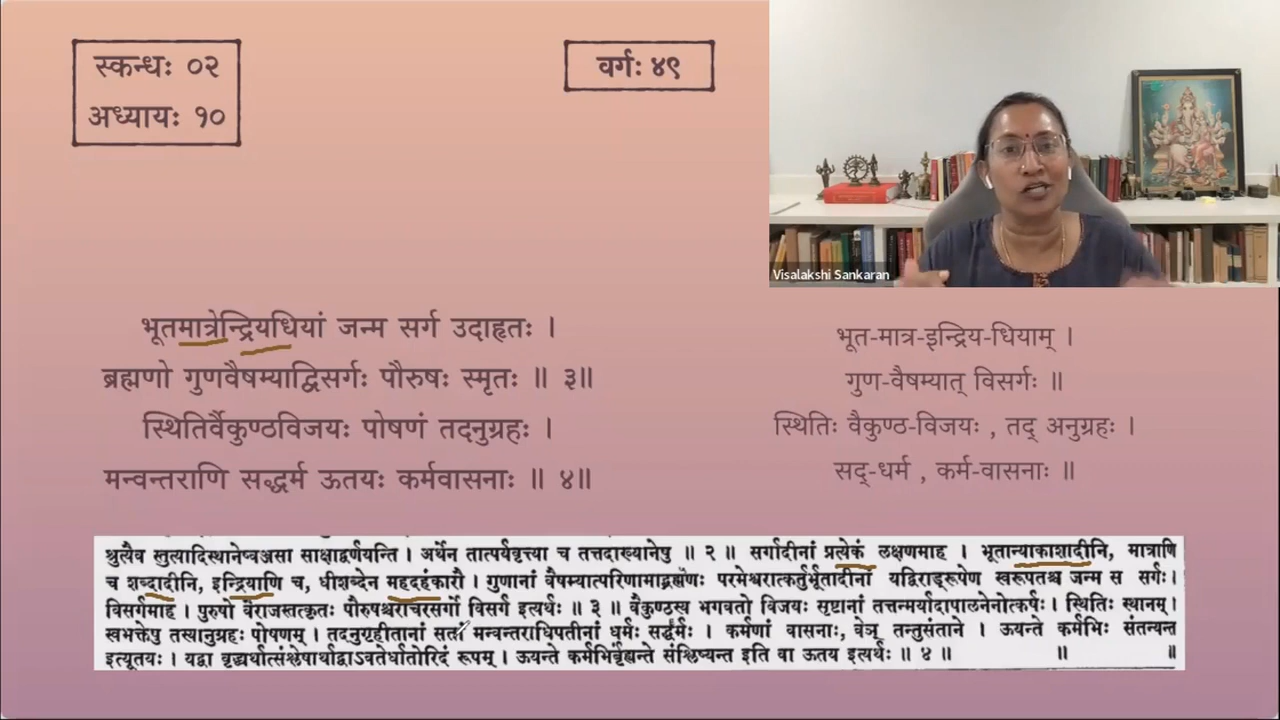 स्कन्धः ०२
अध्यायः १०
वर्गः ४९
Visalakshi Sankaran
भूतमात्रेन्द्रियधियां जन्म सर्ग उदाहृतः ।
ब्रह्मणो गुणवैषम्याद्विसर्गः पौरुषः स्मृतः ॥ ३॥
स्थितिर्वैकुण्ठविजयः पोषणं तदनुग्रहः ।
मन्वन्तराणि सद्धर्म ऊतयः कर्मवासनाः ॥ ४॥
भूत-मात्र-इन्द्रिय-धियाम् ।
गुण-वैषम्यात् विसर्गः ॥
स्थितिः वैकुण्ठ-विजयः , तद् अनुग्रहः ।
सद्-धर्म , कर्म-वासनाः ॥
श्रुत्यैव स्तुत्यादिस्थानेष्वञ्जसा साक्षाद्वर्णयन्ति । अर्थेन तात्पर्यवृत्त्या च तत्तदाख्यानेषु ॥ २ ॥ सर्गादीनां प्रत्येकं लक्षणमाह । भूतान्याकाशादीनि, मात्राणि
च शब्दादीनि, इन्द्रियाणि च, धीशब्देन महदहंकारौ । गुणानां वैषम्यात्परिणामाद्ब्रह्मणः परमेश्वरात्कर्तुर्भूतादीनां यद्विराड्रूपेण स्वरूपतश्च जन्म स सर्गः।
विसर्गमाह । पुरुषो वैराजस्तत्कृतः पौरुषश्चराचरसर्गो विसर्ग इत्यर्थः ॥ ३ ॥ वैकुण्ठस्य भगवतो विजयः सृष्टानां तत्तन्मर्यादापालनेनोत्कर्षः। स्थितिः स्थानम्।
स्वभक्तेषु तस्यानुग्रहः पोषणम् । तदनुगृहीतानां सतां मन्वन्तराधिपतीनां धर्मः सद्धर्मः । कर्मणां वासनाः, वेञ् तन्तुसंताने । ऊयन्ते कर्मभिः संतन्यन्त
इत्यूतयः । यद्वा वृद्ध्यर्थात्संश्लेषार्थाद्वाऽवतेर्धातोरिदं रूपम् । ऊयन्ते कर्मभिर्बृंह्यन्ते संश्लिष्यन्त इति वा ऊतय इत्यर्थः ॥ ४ ॥ ॥ ॥